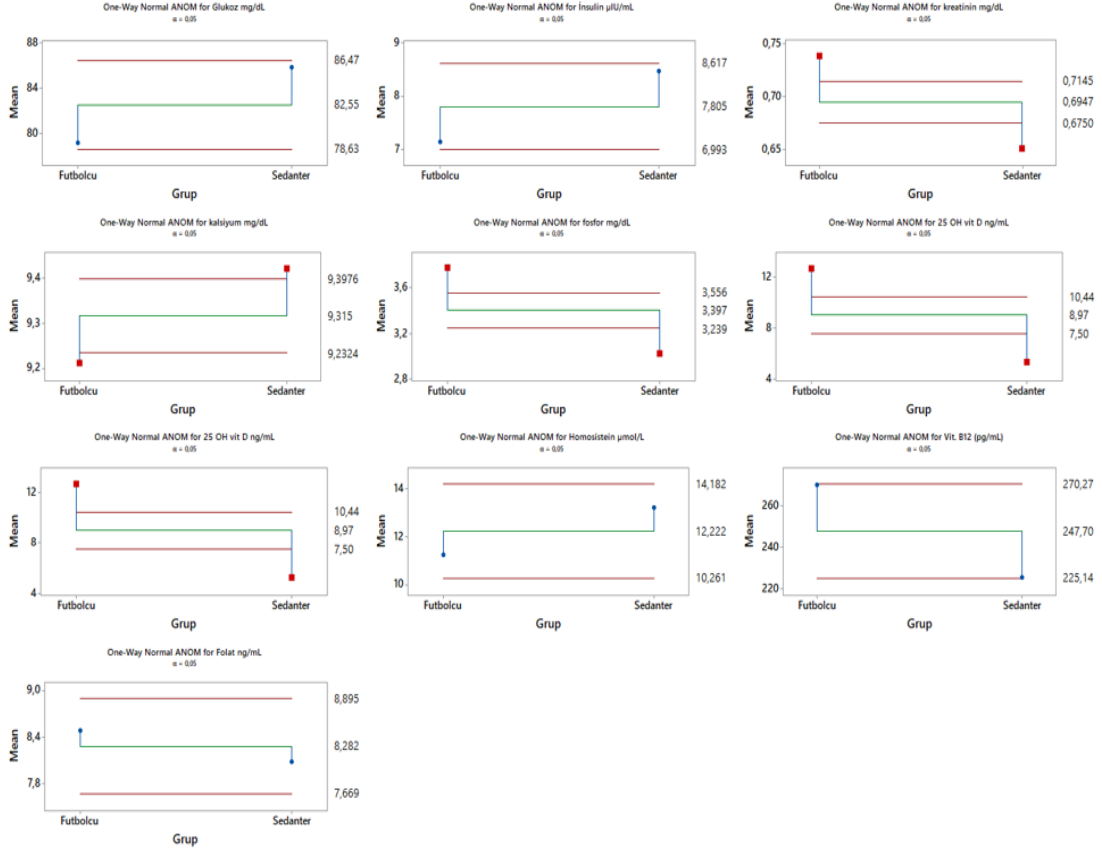 One-Way Normal ANOM for Glukoz mg/dL
α = 0,05
88
84
80
Mean
86,47
82,55
78,63
Futbolcu Sedanter
Grup
One-Way Normal ANOM for İnsulin µIU/mL
α = 0,05
9
8
7
Mean
8,617
7,805
6,993
Futbolcu Sedanter
Grup
One-Way Normal ANOM for kreatinin mg/dL
α = 0,05
0,75
0,70
0,65
Mean
0,7145
0,6947
0,6750
Futbolcu Sedanter
Grup
One-Way Normal ANOM for kalsiyum mg/dL
α = 0,05
9,4
9,3
9,2
Mean
9,3976
9,315
9,2324
Futbolcu Sedanter
Grup
One-Way Normal ANOM for fosfor mg/dL
α = 0,05
3,6
3,2
2,8
Mean
3,556
3,397
3,239
Futbolcu Sedanter
Grup
One-Way Normal ANOM for 25 OH vit D ng/mL
α = 0,05
12
8
4
Mean
10,44
8,97
7,50
Futbolcu Sedanter
Grup
One-Way Normal ANOM for 25 OH vit D ng/mL
α = 0,05
12
8
4
Mean
10,44
8,97
7,50
Futbolcu Sedanter
Grup
One-Way Normal ANOM for Homosistein µmol/L
α = 0,05
14
12
10
Mean
14,182
12,222
10,261
Futbolcu Sedanter
Grup
One-Way Normal ANOM for Vit. B12 (pg/mL)
α = 0,05
260
240
220
Mean
270,27
247,70
225,14
Futbolcu Sedanter
Grup
One-Way Normal ANOM for Folat ng/mL
α = 0,05
9,0
8,4
7,8
Mean
8,895
8,282
7,669
Futbolcu Sedanter
Grup